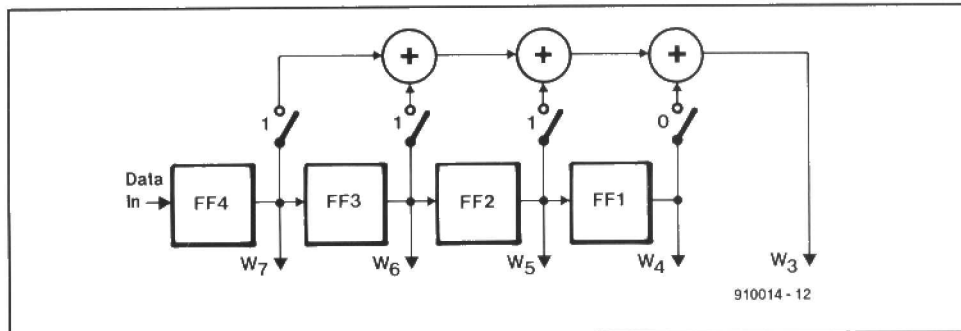 + + +
1 1 1 0
Data
In
FF4 FF3 FF2 FF1
W7 W6 W5 W4 W3
910014 - 12